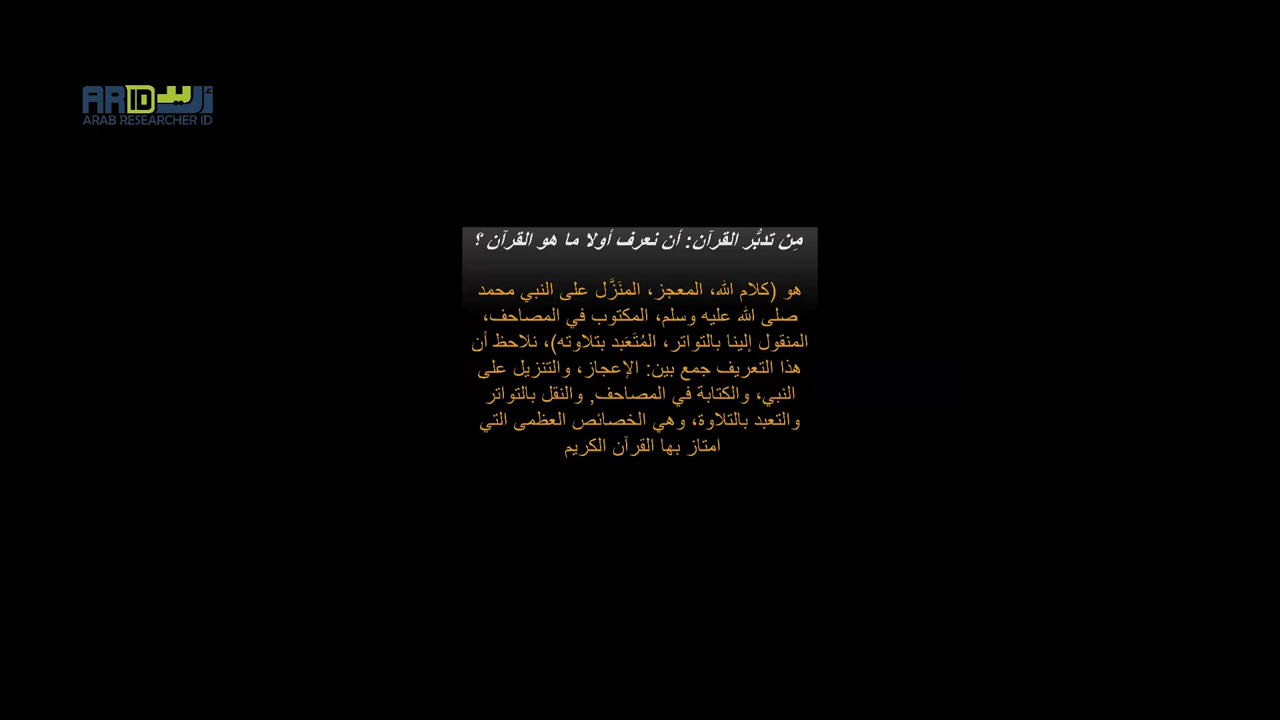 ARID أريد
ARAB RESEARCHER ID
مِن تدبُّر القرآن: أن نعرف أولا ما هو القرآن ؟
هو (كلام الله، المعجز، المنَزَّل على النبي محمد
صلى الله عليه وسلم، المكتوب في المصاحف،
المنقول إلينا بالتواتر، المُتَعَبد بتلاوته)، نلاحظ أن
هذا التعريف جمع بين: الإعجاز، والتنزيل على
النبي، والكتابة في المصاحف, والنقل بالتواتر
والتعبد بالتلاوة، وهي الخصائص العظمى التي
امتاز بها القرآن الكريم